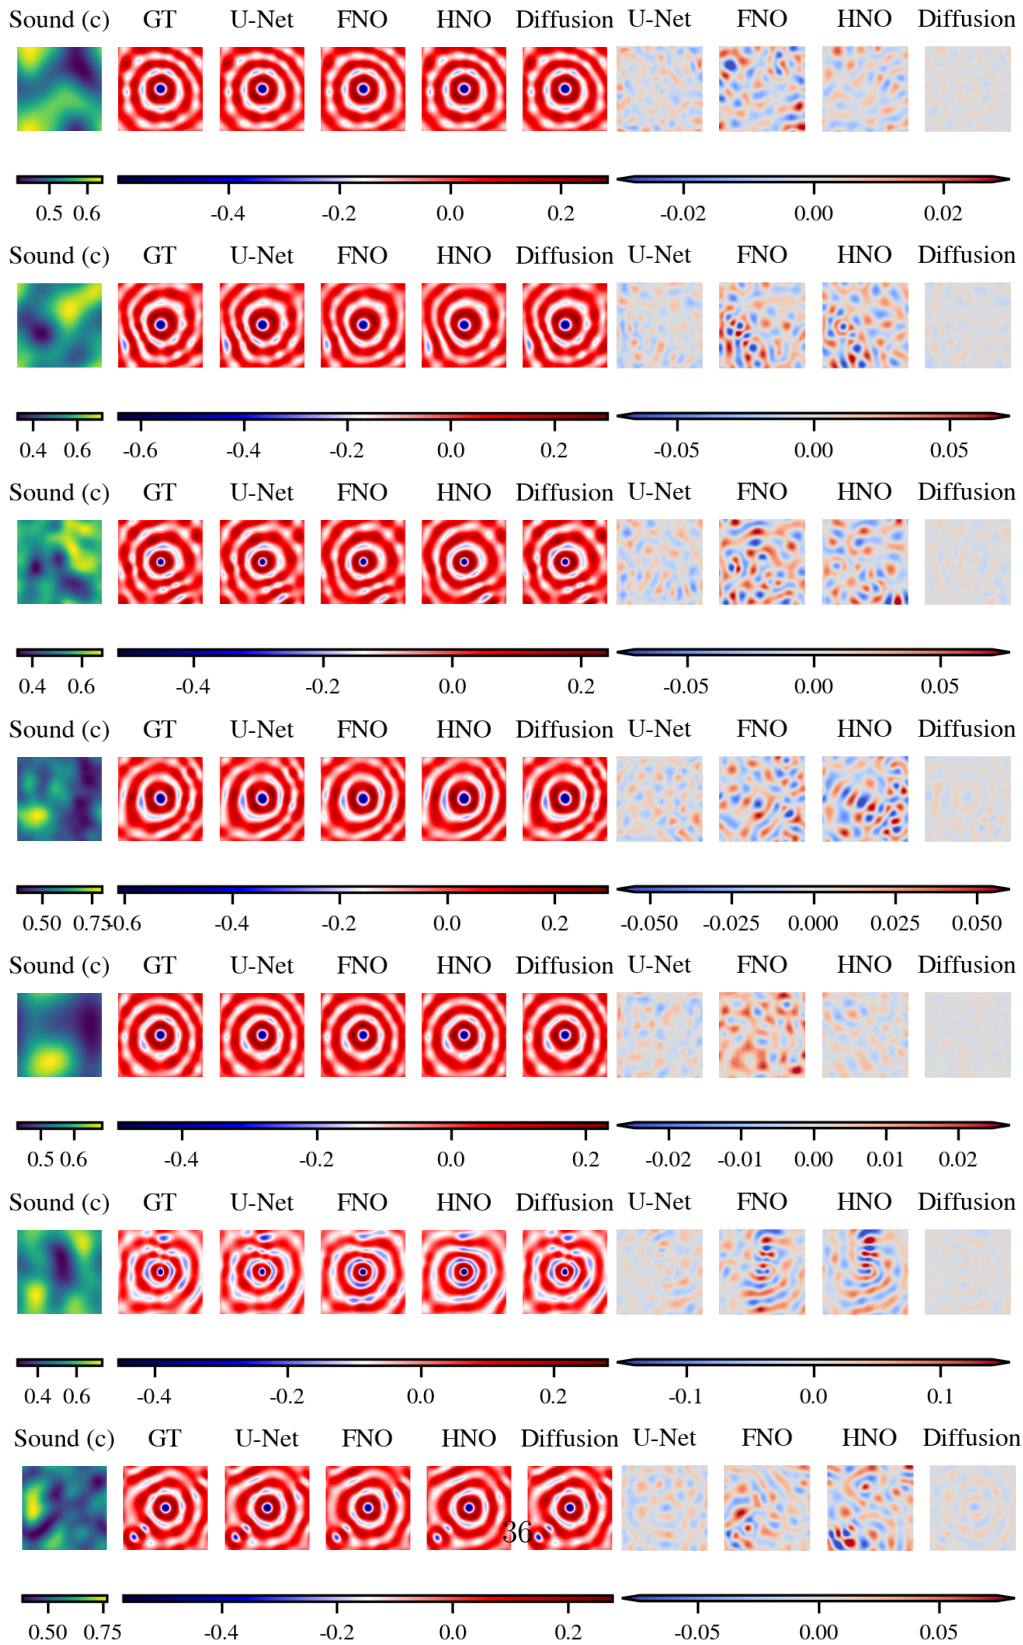 Sound (c) GT U-Net FNO HNO Diffusion U-Net FNO HNO Diffusion
0.5 0.6 -0.4 -0.2 0.0 0.2 -0.02 0.00 0.02
Sound (c) GT U-Net FNO HNO Diffusion U-Net FNO HNO Diffusion
0.4 0.6 -0.6 -0.4 -0.2 0.0 0.2 -0.05 0.00 0.05
Sound (c) GT U-Net FNO HNO Diffusion U-Net FNO HNO Diffusion
0.4 0.6 -0.4 -0.2 0.0 0.2 -0.05 0.00 0.05
Sound (c) GT U-Net FNO HNO Diffusion U-Net FNO HNO Diffusion
0.50 0.75 -0.6 -0.4 -0.2 0.0 0.2 -0.050 -0.025 0.000 0.025 0.050
Sound (c) GT U-Net FNO HNO Diffusion U-Net FNO HNO Diffusion
0.5 0.6 -0.4 -0.2 0.0 0.2 -0.02 -0.01 0.00 0.01 0.02
Sound (c) GT U-Net FNO HNO Diffusion U-Net FNO HNO Diffusion
0.4 0.6 -0.4 -0.2 0.0 0.2 -0.1 0.0 0.1
Sound (c) GT U-Net FNO HNO Diffusion U-Net FNO HNO Diffusion
36
0.50 0.75 -0.4 -0.2 0.0 0.2 -0.05 0.00 0.05